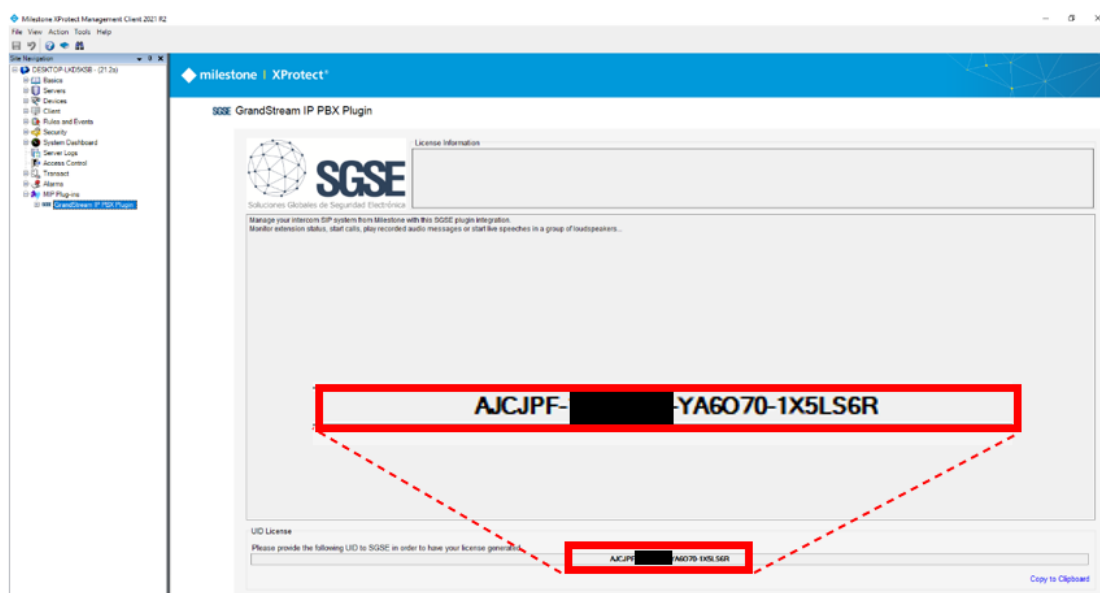 Milestone XProtect Management Client 2021 R2
File View Action Tools Help
Site Navigation
DESKTOP-LKD5KSB - (21.2a)
Basics
Servers
Devices
Client
Rules and Events
Security
System Dashboard
Server Logs
Access Control
Transact
Alarms
MIP Plug-ins
GrandStream IP PBX Plugin
milestone | XProtect®
SGSE GrandStream IP PBX Plugin
License Information
SGSE
Soluciones Globales de Seguridad Electrónica
Manage your intercom SIP system from Milestone with this SGSE plugin integration.
Monitor extension status, start calls, play recorded audio messages or start live speeches in a group of loudspeakers...
AJCJPF- -YA6O70-1X5LS6R
UID License
Please provide the following UID to SGSE in order to have your license generated.
AJCJPF YA6O70-1X5LS6R
Copy to Clipboard